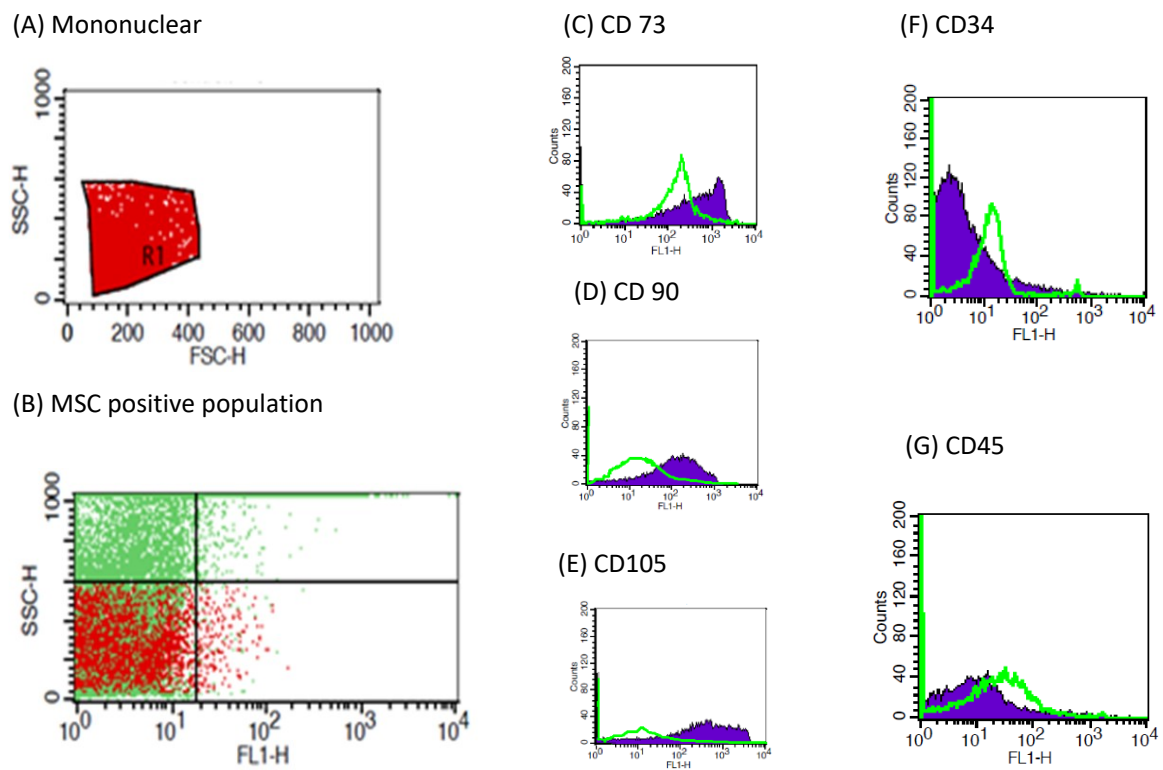 (A) Mononuclear
1000
SSC-H
0
R1
0 200 400 600 800 1000
FSC-H
(B) MSC positive population
1000
SSC-H
0
10⁰ 10¹ 10² 10³ 10⁴
FL1-H
(C) CD 73
200
160
120
80
40
0
Counts
10⁰ 10¹ 10² 10³ 10⁴
FL1-H
(D) CD 90
200
160
120
80
40
0
Counts
10⁰ 10¹ 10² 10³ 10⁴
FL1-H
(E) CD105
200
160
120
80
40
0
Counts
10⁰ 10¹ 10² 10³ 10⁴
FL1-H
(F) CD34
200
160
120
80
40
0
Counts
10⁰ 10¹ 10² 10³ 10⁴
FL1-H
(G) CD45
200
160
120
80
40
0
Counts
10⁰ 10¹ 10² 10³ 10⁴
FL1-H